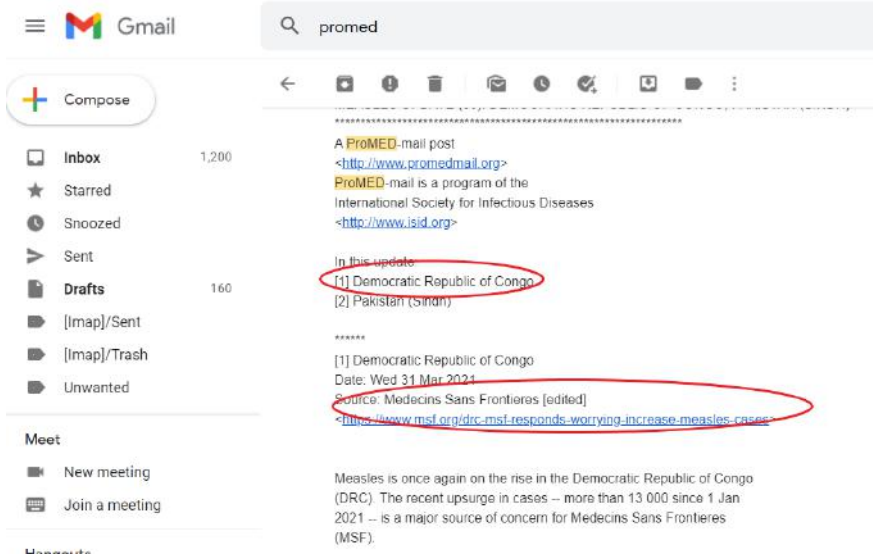 Gmail
promed
Compose
Inbox 1,200
Starred
Snoozed
Sent
Drafts 160
[Imap]/Sent
[Imap]/Trash
Unwanted
Meet
New meeting
Join a meeting
Hangouts
*********************************************************************
A ProMED-mail post
<http://www.promedmail.org>
ProMED-mail is a program of the
International Society for Infectious Diseases
<http://www.isid.org>
In this update
[1] Democratic Republic of Congo
[2] Pakistan (Sindh)
******
[1] Democratic Republic of Congo
Date: Wed 31 Mar 2021
Source: Medecins Sans Frontieres [edited]
<https://www.msf.org/drc-msf-responds-worrying-increase-measles-cases>
Measles is once again on the rise in the Democratic Republic of Congo
(DRC). The recent upsurge in cases -- more than 13 000 since 1 Jan
2021 -- is a major source of concern for Medecins Sans Frontieres
(MSF).